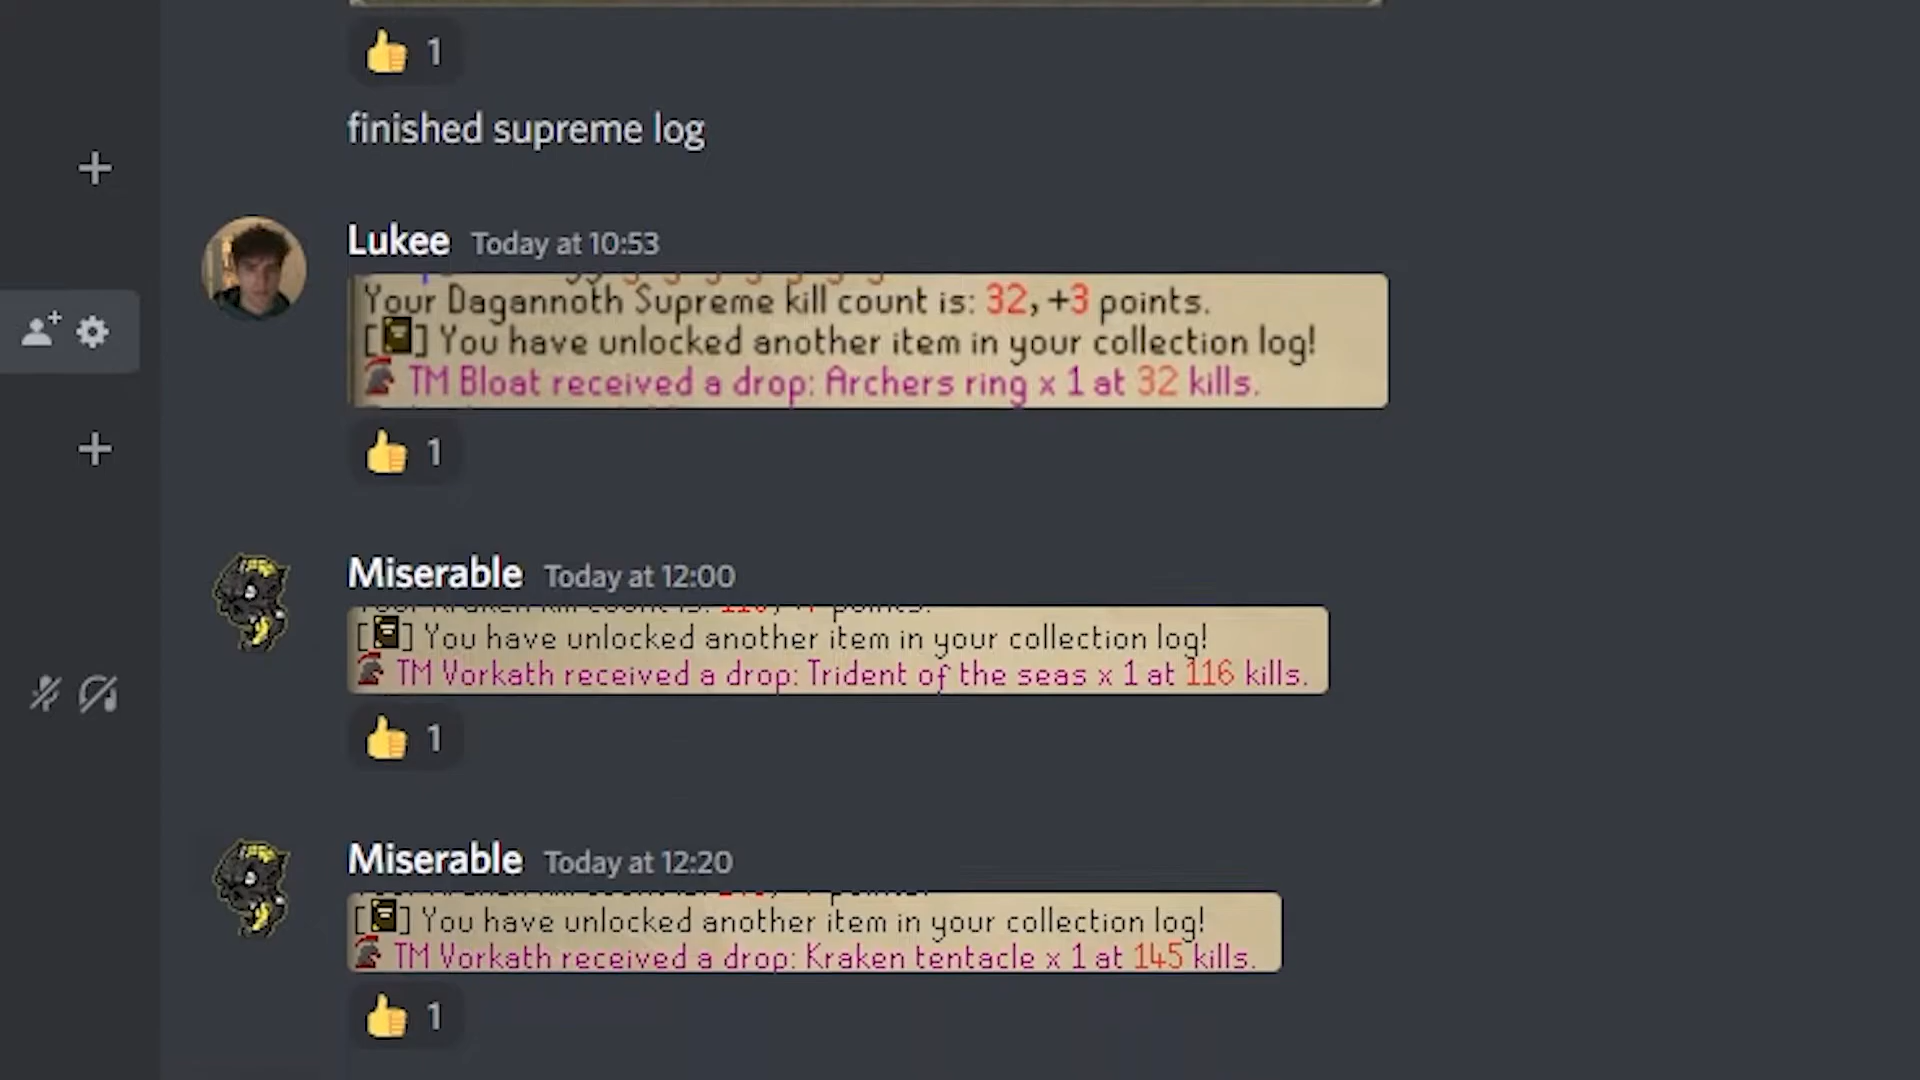 1
finished supreme log
Lukee Today at 10:53
Your Dagannoth Supreme kill count is: 32, +3 points.
[] You have unlocked another item in your collection log!
TM Bloat received a drop: Archers ring x 1 at 32 kills.
1
Miserable Today at 12:00
[] You have unlocked another item in your collection log!
TM Vorkath received a drop: Trident of the seas x 1 at 116 kills.
1
Miserable Today at 12:20
[] You have unlocked another item in your collection log!
TM Vorkath received a drop: Kraken tentacle x 1 at 145 kills.
1